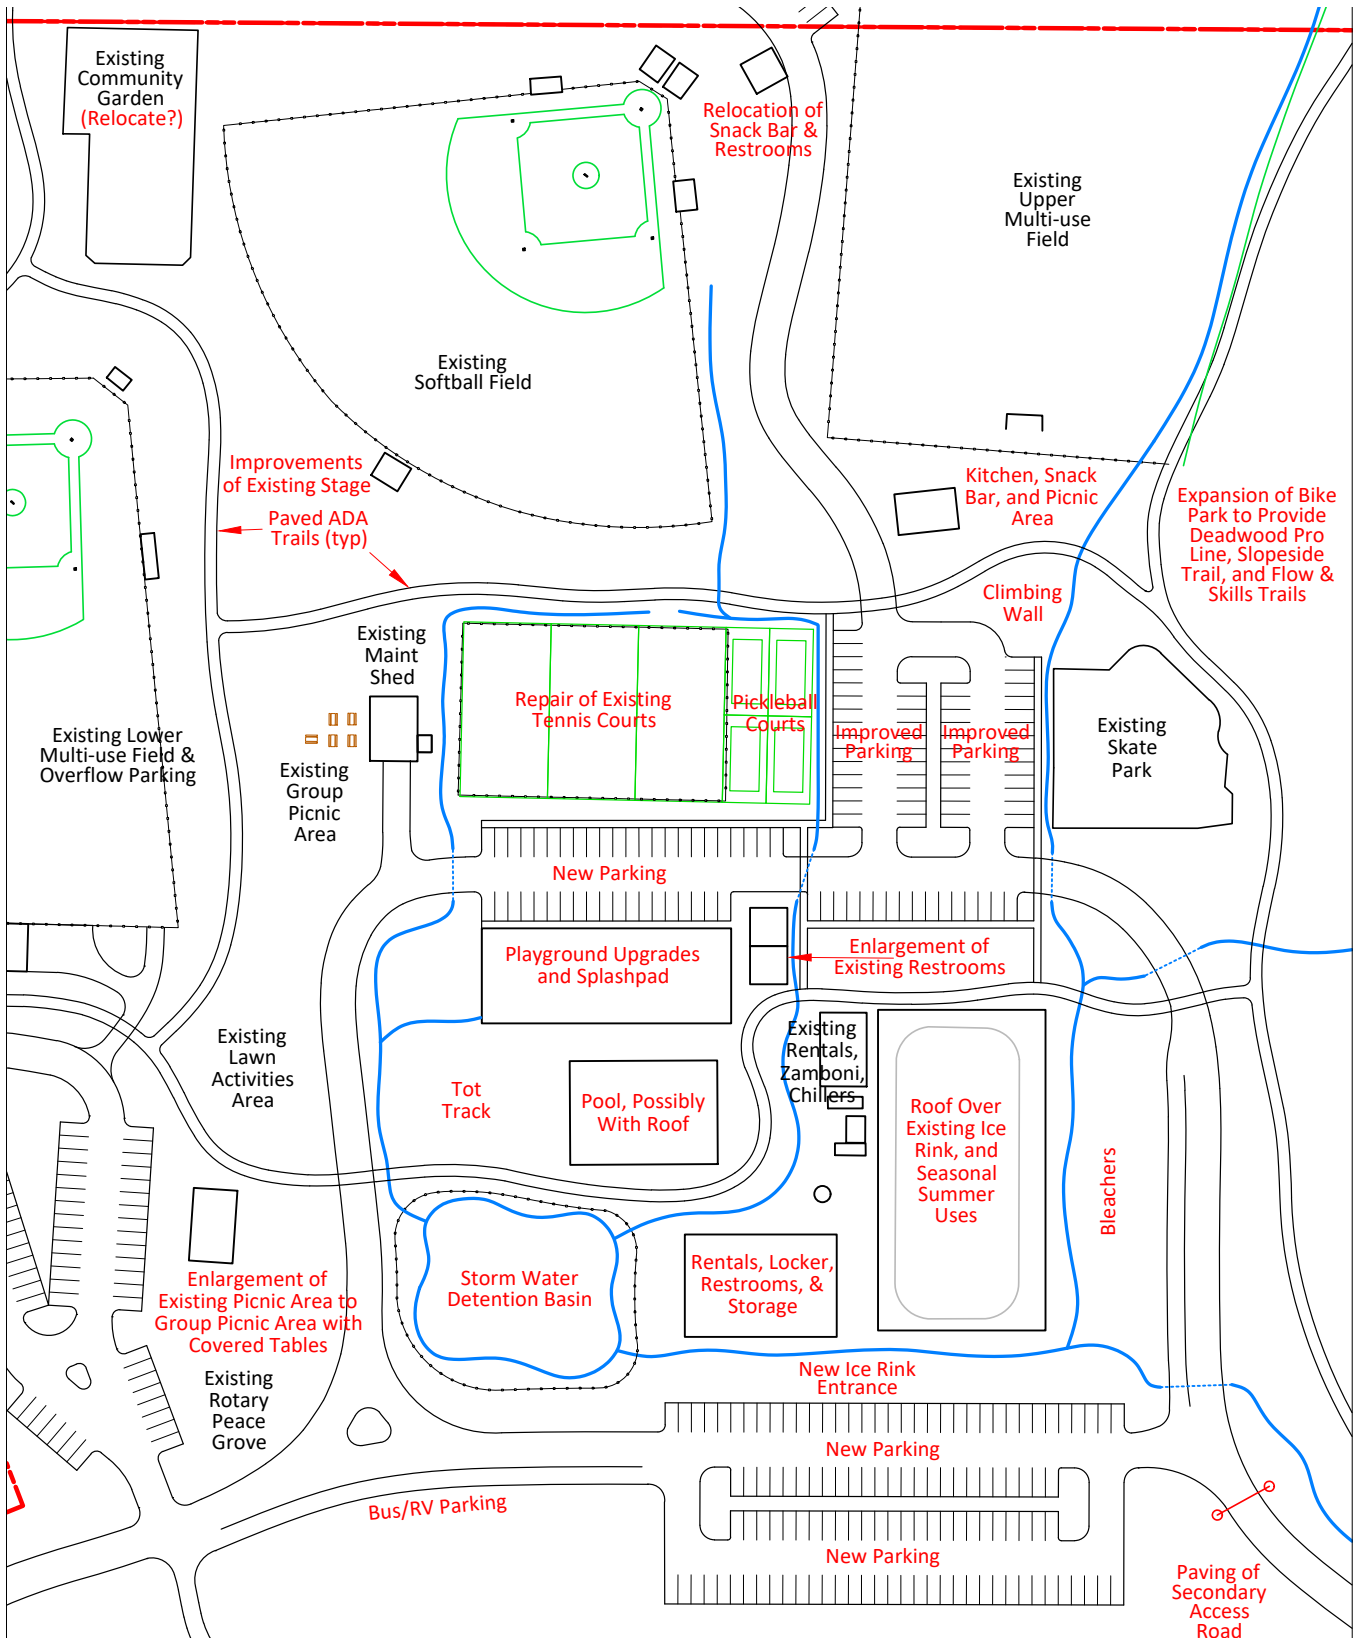 Existing
Community
Garden
(Relocate?)
Relocation of
Snack Bar &
Restrooms
Existing
Upper
Multi-use
Field
Existing
Softball Field
Improvements
of Existing Stage
Paved ADA
Trails (typ)
Kitchen, Snack
Bar, and Picnic
Area
Expansion of Bike
Park to Provide
Deadwood Pro
Line, Slopeside
Trail, and Flow &
Skills Trails
Climbing
Wall
Existing
Maint
Shed
Repair of Existing
Tennis Courts
Pickleball
Courts
Improved
Parking
Improved
Parking
Existing
Skate
Park
Existing Lower
Multi-use Field &
Overflow Parking
Existing
Group
Picnic
Area
New Parking
Playground Upgrades
and Splashpad
Enlargement of
Existing Restrooms
Existing
Lawn
Activities
Area
Existing
Rentals,
Zamboni,
Chillers
Tot
Track
Pool, Possibly
With Roof
Roof Over
Existing Ice
Rink, and
Seasonal
Summer
Uses
Bleachers
Enlargement of
Existing Picnic Area to
Group Picnic Area with
Covered Tables
Storm Water
Detention Basin
Rentals, Locker,
Restrooms, &
Storage
Existing
Rotary
Peace
Grove
New Ice Rink
Entrance
New Parking
Bus/RV Parking
New Parking
Paving of
Secondary
Access
Road